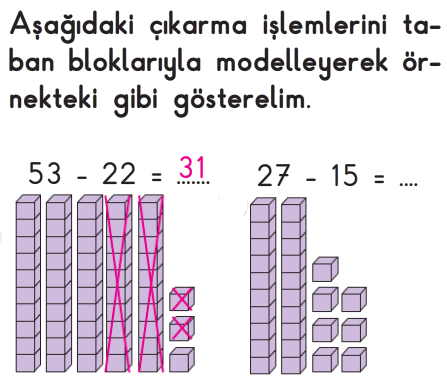 Aşağıdaki çıkarma işlemlerini ta-
ban bloklarıyla modelleyerek ör-
nekteki gibi gösterelim.
53 - 22 = 31
27 - 15 = ....